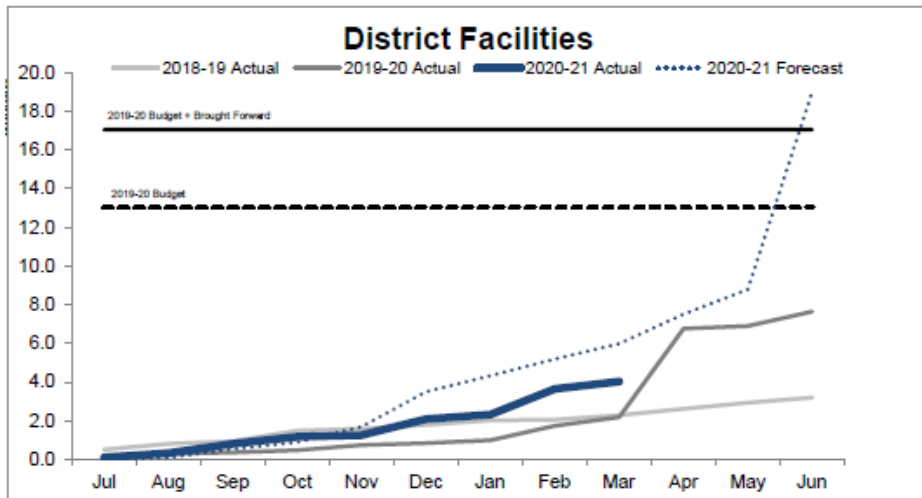 District Facilities
2018-19 Actual 2019-20 Actual 2020-21 Actual 2020-21 Forecast
20.0
18.0
2019-20 Budget + Brought Forward
16.0
14.0
2019-20 Budget
12.0
10.0
8.0
6.0
4.0
2.0
0.0
Jul Aug Sep Oct Nov Dec Jan Feb Mar Apr May Jun